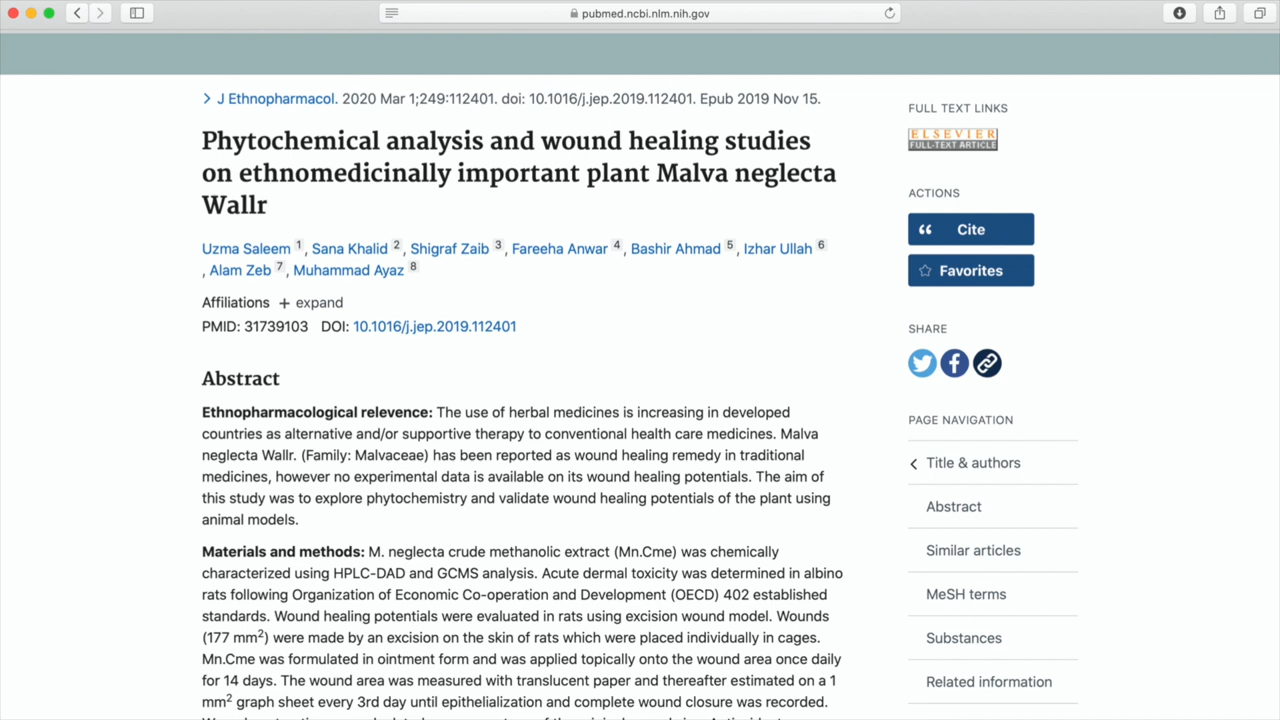 pubmed.ncbi.nlm.nih.gov
J Ethnopharmacol. 2020 Mar 1;249:112401. doi: 10.1016/j.jep.2019.112401. Epub 2019 Nov 15.
Phytochemical analysis and wound healing studies
on ethnomedicinally important plant Malva neglecta
Wallr
Uzma Saleem 1, Sana Khalid 2, Shigraf Zaib 3, Fareeha Anwar 4, Bashir Ahmad 5, Izhar Ullah 6
, Alam Zeb 7, Muhammad Ayaz 8
Affiliations + expand
PMID: 31739103 DOI: 10.1016/j.jep.2019.112401
Abstract
Ethnopharmacological relevence: The use of herbal medicines is increasing in developed
countries as alternative and/or supportive therapy to conventional health care medicines. Malva
neglecta Wallr. (Family: Malvaceae) has been reported as wound healing remedy in traditional
medicines, however no experimental data is available on its wound healing potentials. The aim of
this study was to explore phytochemistry and validate wound healing potentials of the plant using
animal models.
Materials and methods: M. neglecta crude methanolic extract (Mn.Cme) was chemically
characterized using HPLC-DAD and GCMS analysis. Acute dermal toxicity was determined in albino
rats following Organization of Economic Co-operation and Development (OECD) 402 established
standards. Wound healing potentials were evaluated in rats using excision wound model. Wounds
(177 mm2) were made by an excision on the skin of rats which were placed individually in cages.
Mn.Cme was formulated in ointment form and was applied topically onto the wound area once daily
for 14 days. The wound area was measured with translucent paper and thereafter estimated on a 1
mm2 graph sheet every 3rd day until epithelialization and complete wound closure was recorded.
FULL TEXT LINKS
ELSEVIER
FULL-TEXT ARTICLE
ACTIONS
Cite
Favorites
SHARE
PAGE NAVIGATION
Title & authors
Abstract
Similar articles
MeSH terms
Substances
Related information